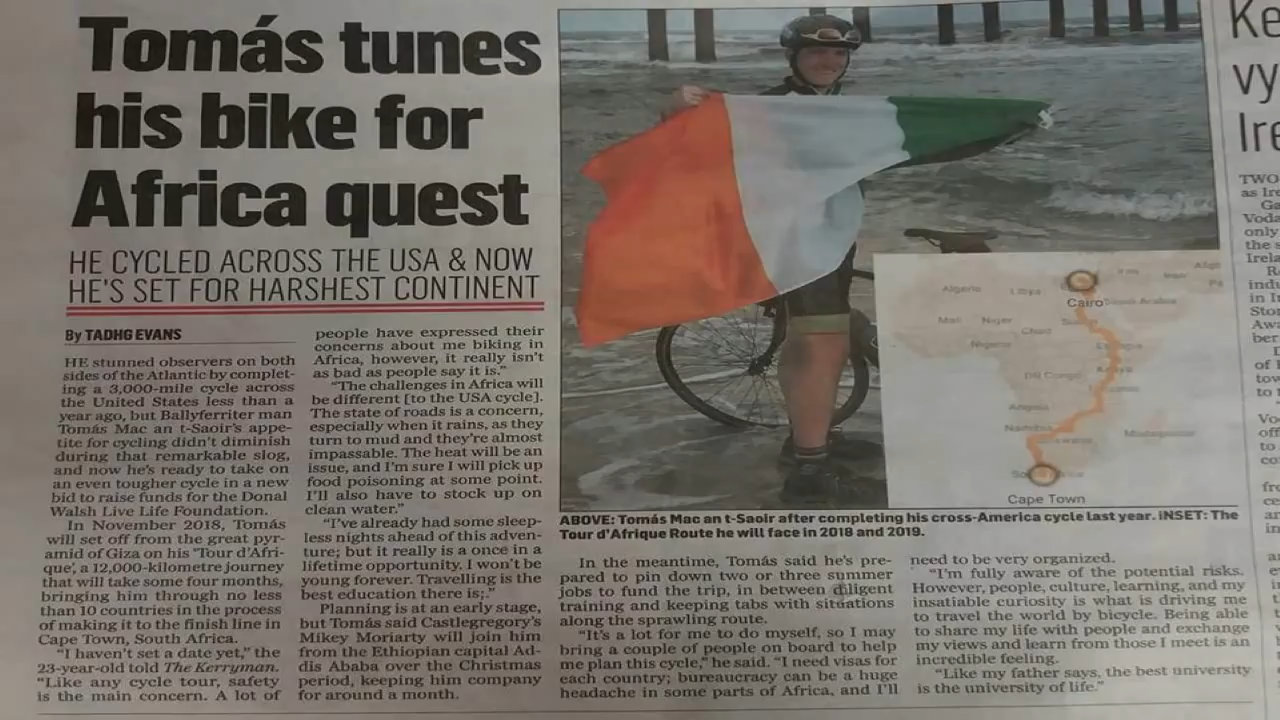 Tomás tunes
his bike for
Africa quest
HE CYCLED ACROSS THE USA & NOW
HE'S SET FOR HARSHEST CONTINENT
By TADHG EVANS
HE stunned observers on both
sides of the Atlantic by complet-
ing a 3,000-mile cycle across
the United States less than a
year ago, but Ballyferriter man
Tomás Mac an t-Saoir's appe-
tite for cycling didn't diminish
during that remarkable slog,
and now he's ready to take on
an even tougher cycle in a new
bid to raise funds for the Donal
Walsh Live Life Foundation.
In November 2018, Tomás
will set off from the great pyr-
amid of Giza on his 'Tour d'Afri-
que', a 12,000-kilometre journey
that will take some four months,
bringing him through no less
than 10 countries in the process
of making it to the finish line in
Cape Town, South Africa.
"I haven't set a date yet," the
23-year-old told The Kerryman.
"Like any cycle tour, safety
is the main concern. A lot of
people have expressed their
concerns about me biking in
Africa, however, it really isn't
as bad as people say it is."
"The challenges in Africa will
be different [to the USA cycle].
The state of roads is a concern,
especially when it rains, as they
turn to mud and they're almost
impassable. The heat will be an
issue, and I'm sure I will pick up
food poisoning at some point.
I'll also have to stock up on
clean water."
"I've already had some sleep-
less nights ahead of this adven-
ture; but it really is a once in a
lifetime opportunity. I won't be
young forever. Travelling is the
best education there is;."
Planning is at an early stage,
but Tomás said Castlegregory's
Mikey Moriarty will join him
from the Ethiopian capital Ad-
dis Ababa over the Christmas
period, keeping him company
for around a month.
Algeria
Libya
Cairo
Saudi Arabia
Iran
Mali
Niger
Chad
Nigeria
DR Congo
Kenya
Angola
Namibia
Madagascar
Cape Town
ABOVE: Tomás Mac an t-Saoir after completing his cross-America cycle last year. INSET: The
Tour d'Afrique Route he will face in 2018 and 2019.
In the meantime, Tomás said he's pre-
pared to pin down two or three summer
jobs to fund the trip, in between diligent
training and keeping tabs with situations
along the sprawling route.
"It's a lot for me to do myself, so I may
bring a couple of people on board to help
me plan this cycle," he said. "I need visas for
each country; bureaucracy can be a huge
headache in some parts of Africa, and I'll
need to be very organized.
"I'm fully aware of the potential risks.
However, people, culture, learning, and my
insatiable curiosity is what is driving me
to travel the world by bicycle. Being able
to share my life with people and exchange
my views and learn from those I meet is an
incredible feeling.
"Like my father says, the best university
is the university of life."
Ke
vy
Ire
TWO
as Ire
Ga
Voda
only
the s
Irela